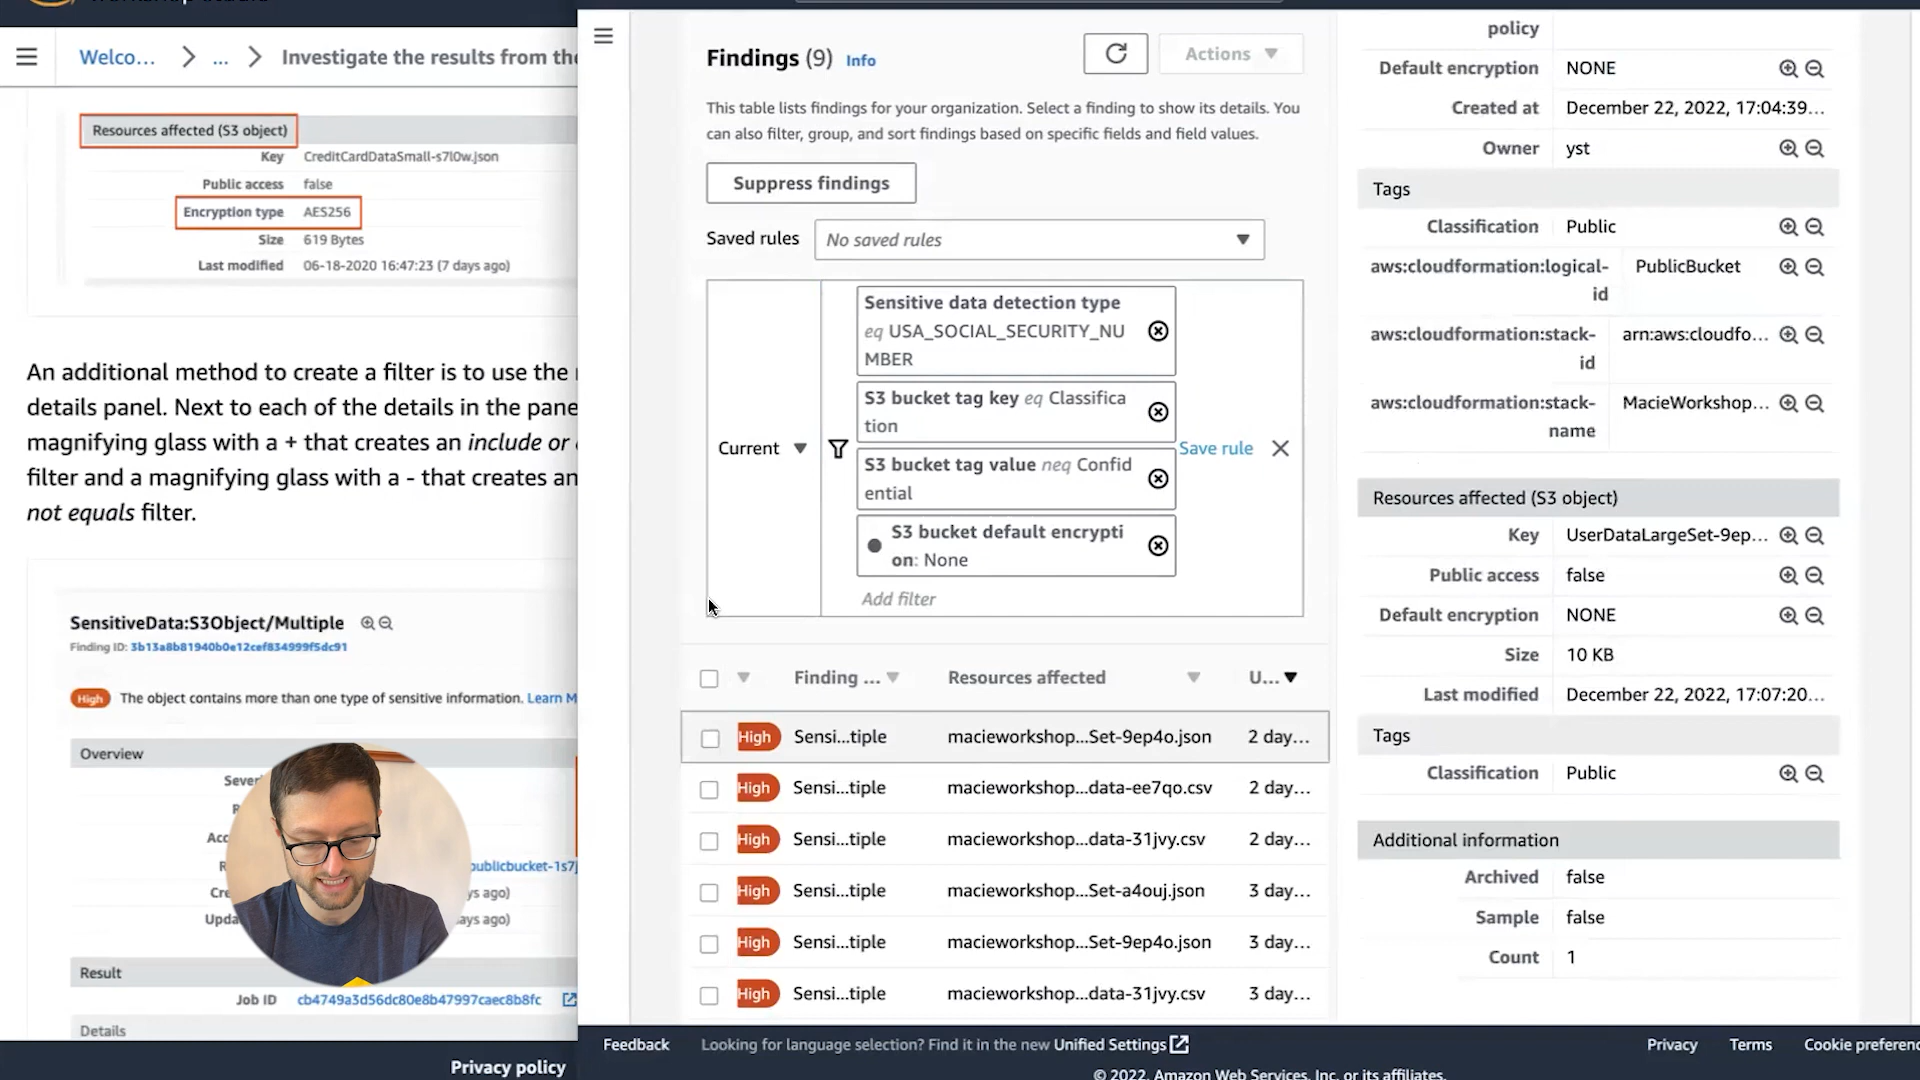 Welco...
...
Investigate the results from the
Resources affected (S3 object)
Key CreditCardDataSmall-s7l0w.json
Public access false
Encryption type AES256
Size 619 Bytes
Last modified 06-18-2020 16:47:23 (7 days ago)
An additional method to create a filter is to use the
details panel. Next to each of the details in the pane
magnifying glass with a + that creates an include or
filter and a magnifying glass with a - that creates an
not equals filter.
SensitiveData:S3Object/Multiple
Finding ID: 3b13a8b81940b0e12cef834999f5dc91
High The object contains more than one type of sensitive information. Learn M
Overview
Sever
Acc
publicbucket-1s7j
Cre ys ago)
Upda ays ago)
Result
Job ID cb4749a3d56dc80e8b47997caec8b8fc
Details
Privacy policy
Findings (9) Info
Actions
This table lists findings for your organization. Select a finding to show its details. You
can also filter, group, and sort findings based on specific fields and field values.
Suppress findings
Saved rules No saved rules
Current
Sensitive data detection type
eq USA_SOCIAL_SECURITY_NU
MBER
S3 bucket tag key eq Classifica
tion
S3 bucket tag value neq Confid
ential
S3 bucket default encrypti
on: None
Add filter
Save rule
Finding ... Resources affected U...
High Sensi...tiple macieworkshop...Set-9ep4o.json 2 day...
High Sensi...tiple macieworkshop...data-ee7qo.csv 2 day...
High Sensi...tiple macieworkshop...data-31jvy.csv 2 day...
High Sensi...tiple macieworkshop...Set-a4ouj.json 3 day...
High Sensi...tiple macieworkshop...Set-9ep4o.json 3 day...
High Sensi...tiple macieworkshop...data-31jvy.csv 3 day...
policy
Default encryption NONE
Created at December 22, 2022, 17:04:39...
Owner yst
Tags
Classification Public
aws:cloudformation:logical- PublicBucket
id
aws:cloudformation:stack- arn:aws:cloudfo...
id
aws:cloudformation:stack- MacieWorkshop...
name
Resources affected (S3 object)
Key UserDataLargeSet-9ep...
Public access false
Default encryption NONE
Size 10 KB
Last modified December 22, 2022, 17:07:20...
Tags
Classification Public
Additional information
Archived false
Sample false
Count 1
Feedback Looking for language selection? Find it in the new Unified Settings
Privacy Terms Cookie preferenc
© 2022, Amazon Web Services, Inc. or its affiliates.